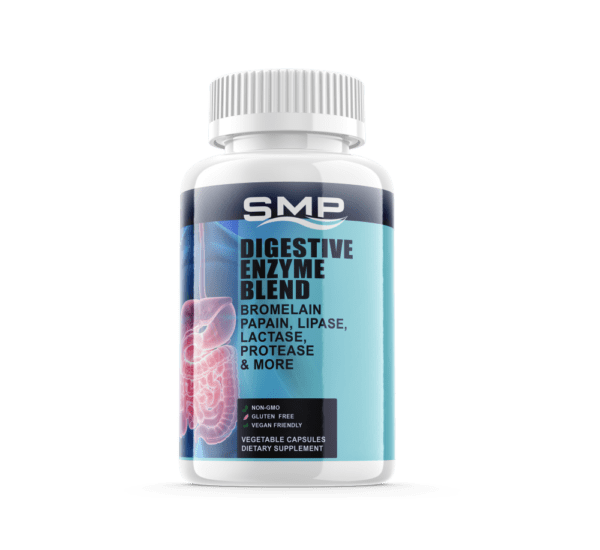 SMP
DIGESTIVE
ENZYME
BLEND
BROMELAIN
PAPAIN, LIPASE,
LACTASE,
PROTEASE
& MORE
NON-GMO
GLUTEN FREE
VEGAN FRIENDLY
VEGETABLE CAPSULES
DIETARY SUPPLEMENT